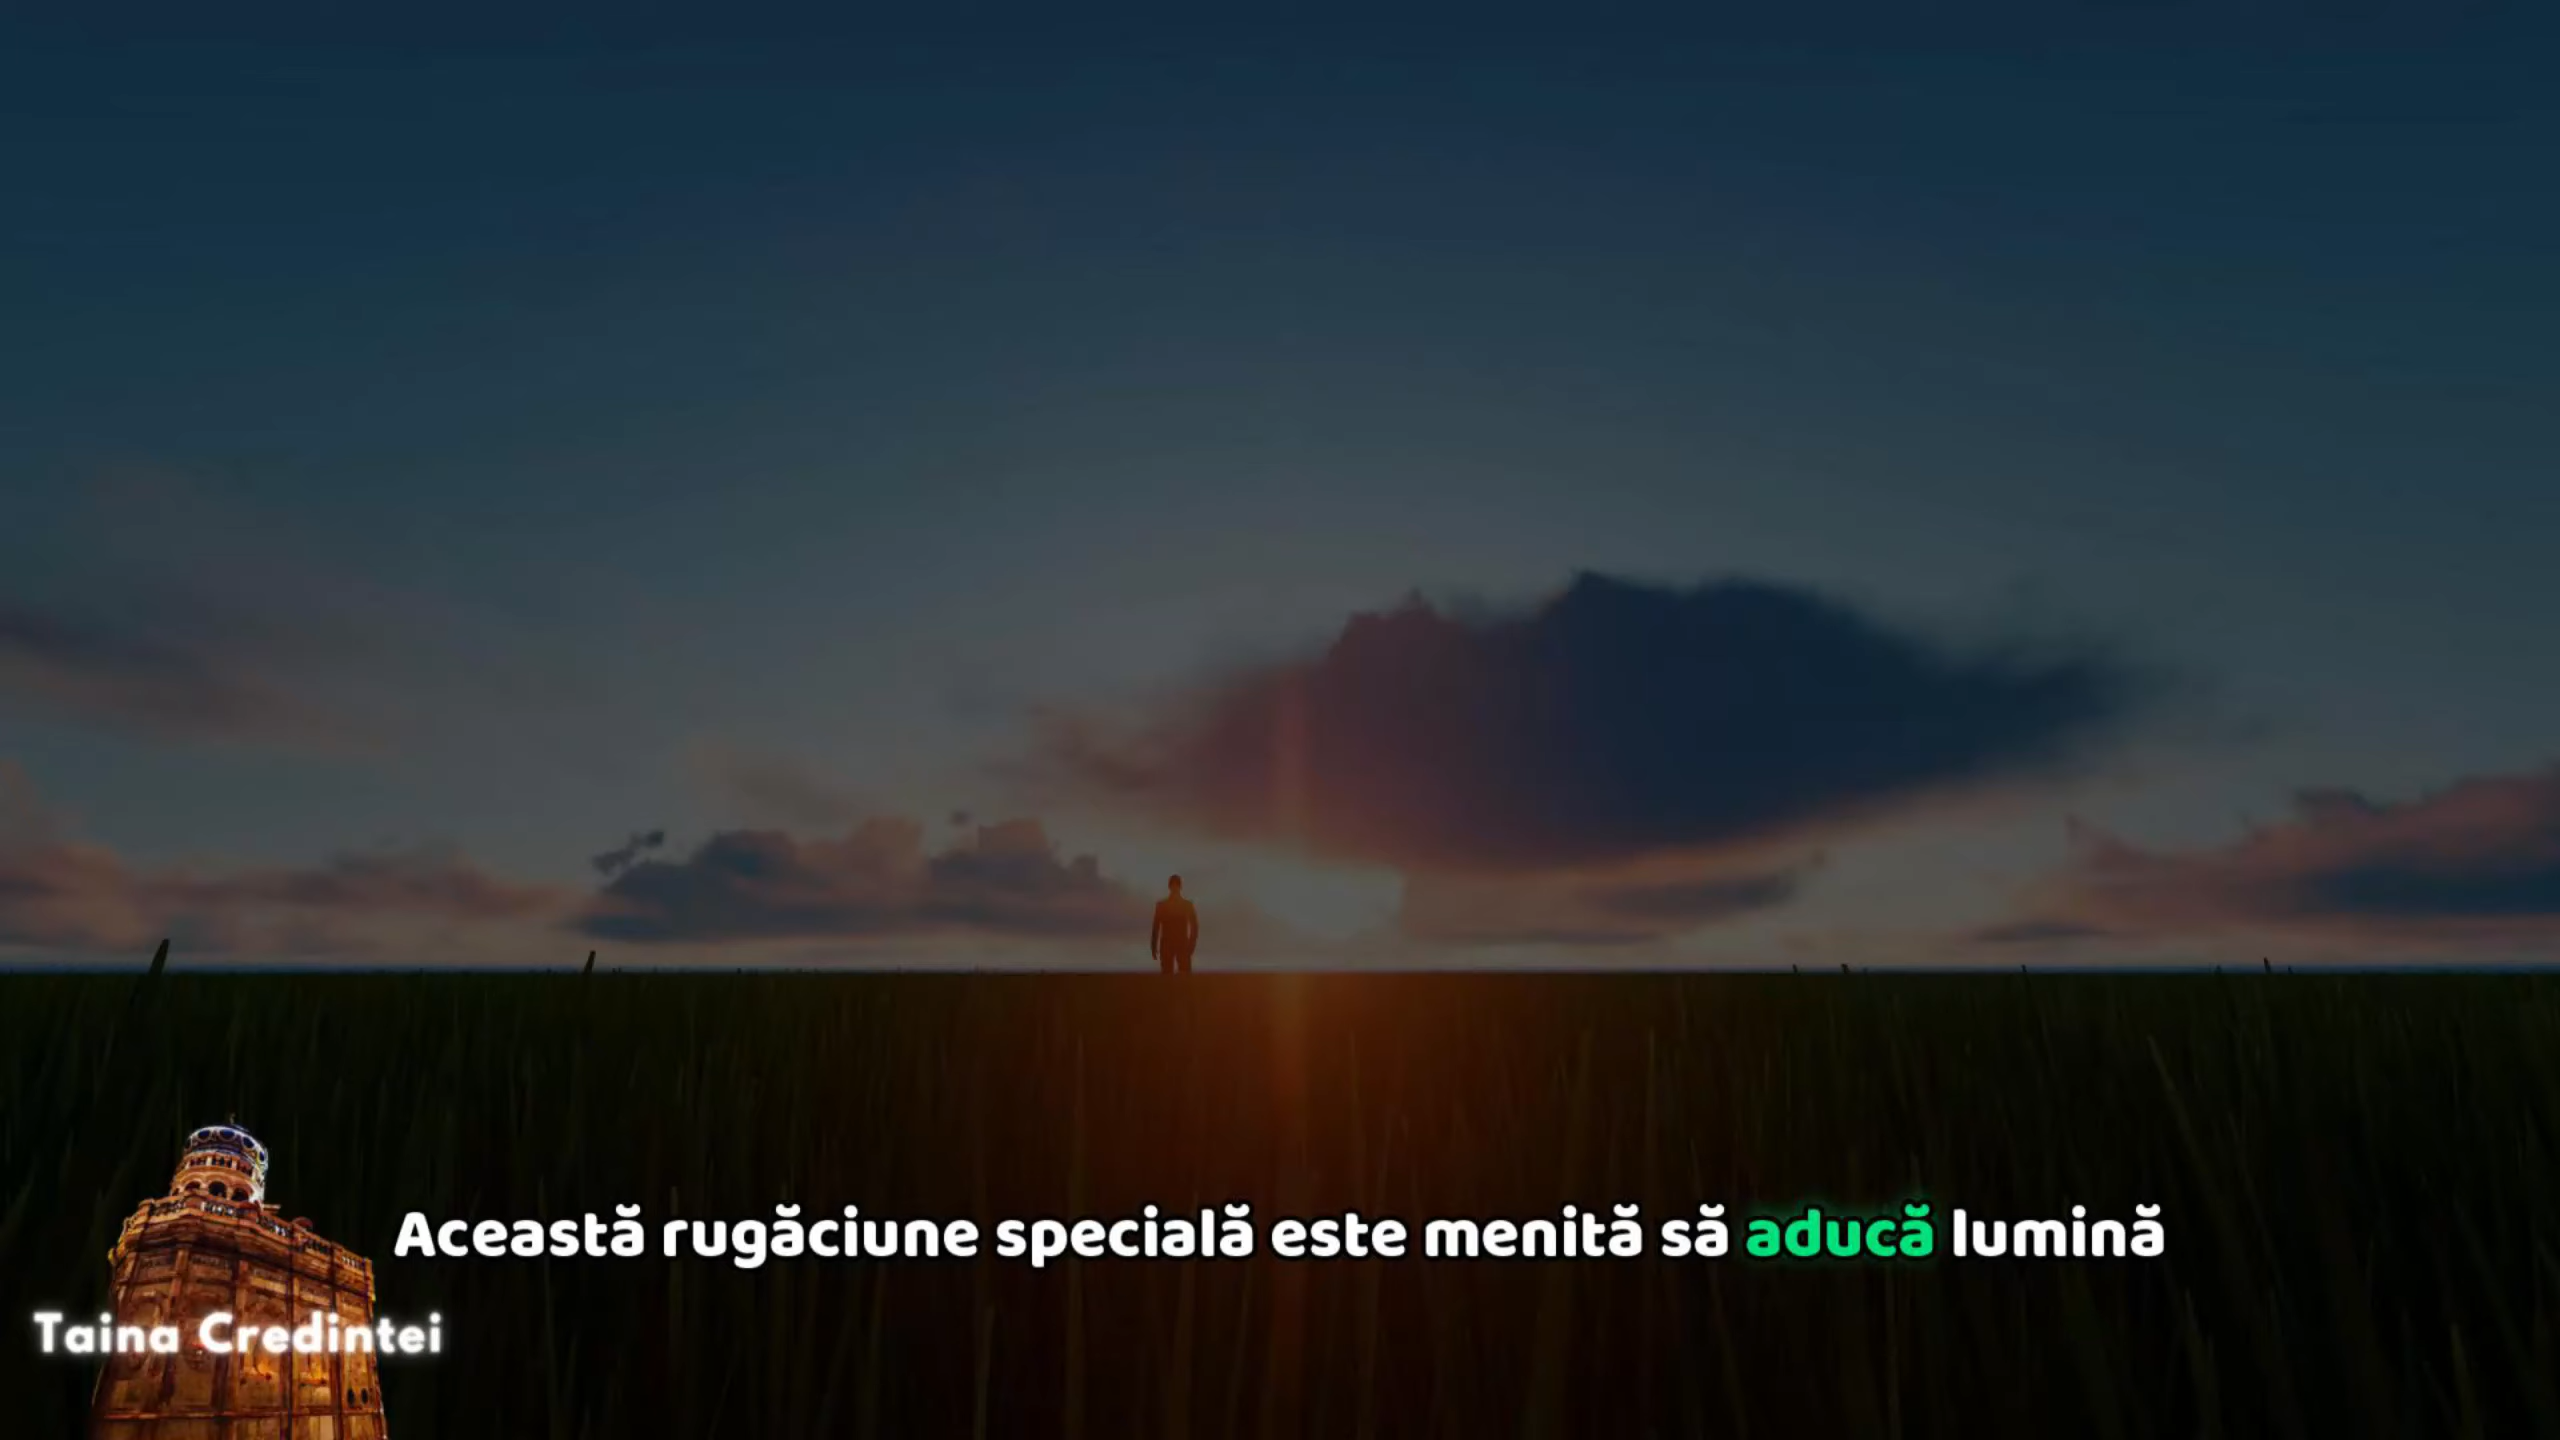 Această rugăciune specială este menită să aducă lumină
Taina Credintei